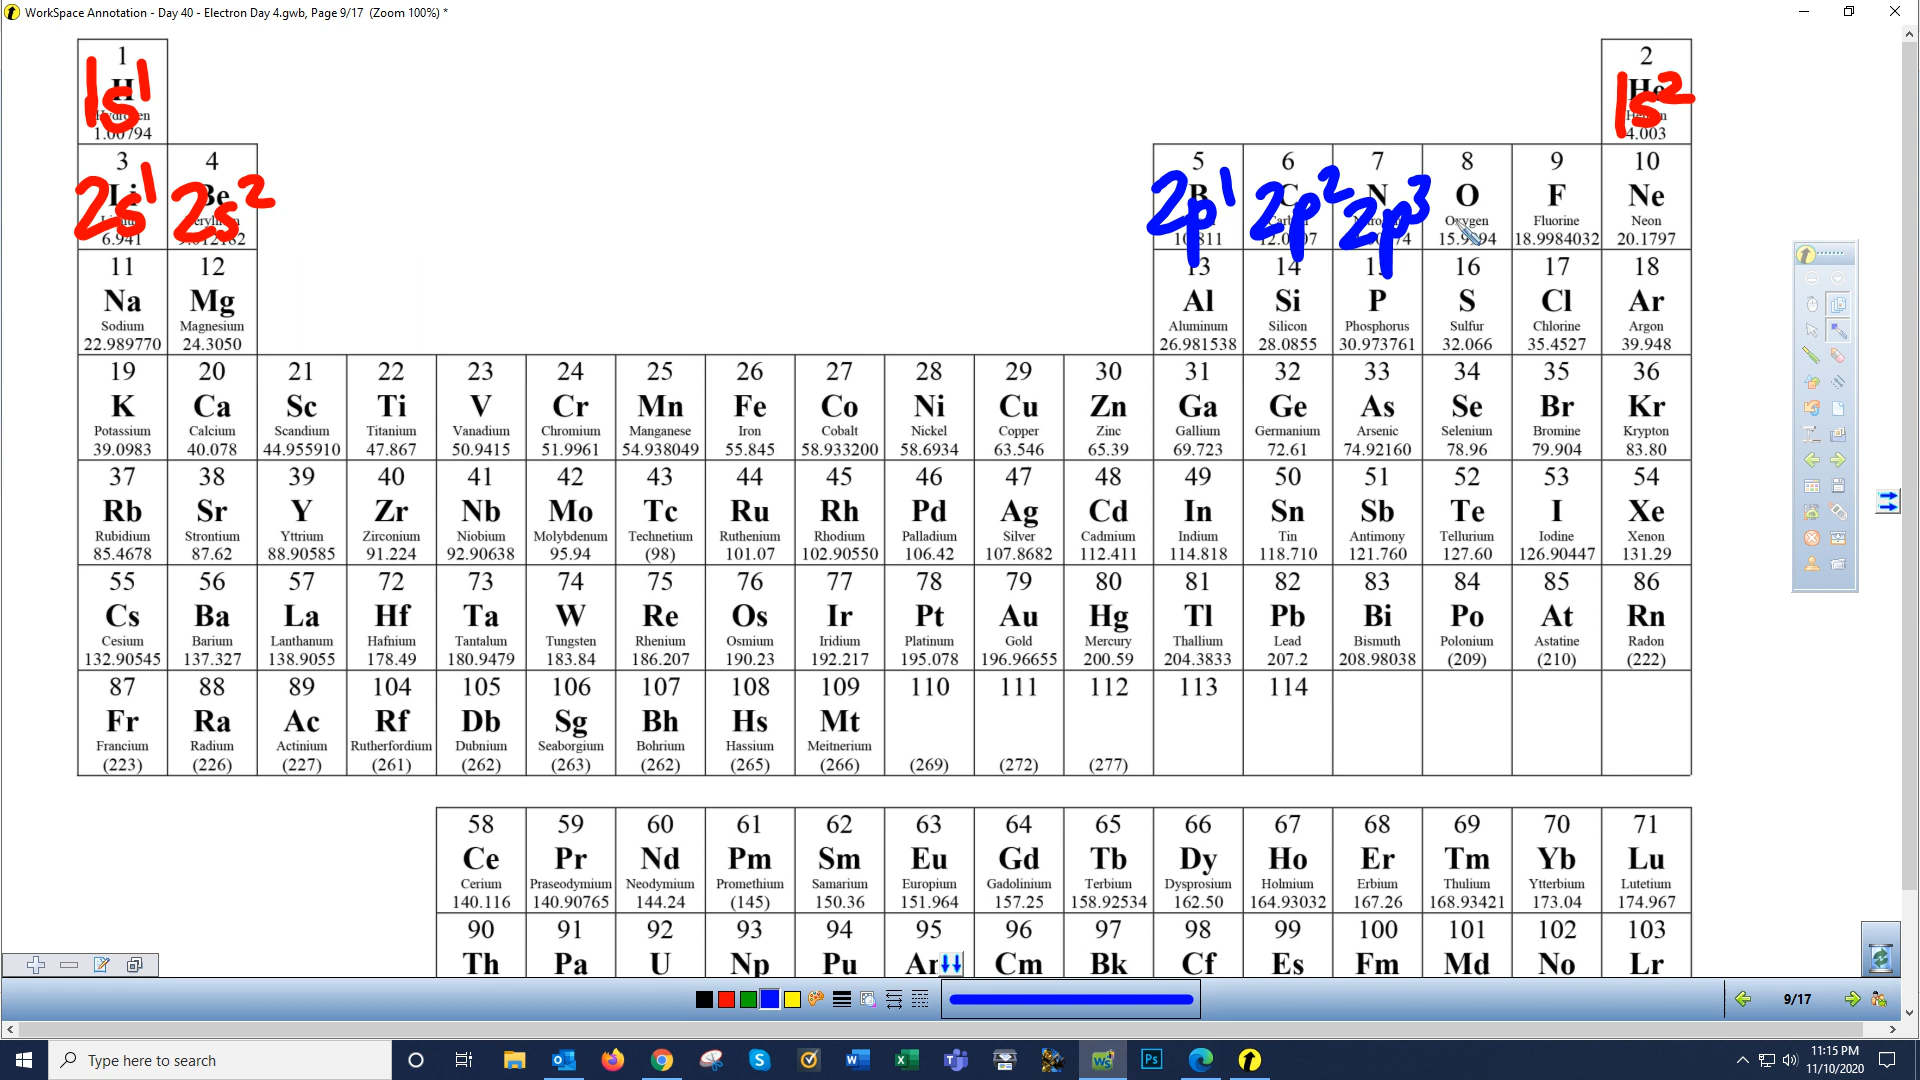 WorkSpace Annotation - Day 40 - Electron Day 4.gwb, Page 9/17 (Zoom 100%) *
1 2
H
1s¹ 1s²
1.00794 4.003
3 4 5 6 7 8 9 10
Li Be B C N O F Ne
2s¹ 2s² 2p¹ 2p² 2p³
Oxygen Fluorine Neon
6.941 18.9984032 20.1797
11 12 13 14 15 16 17 18
Na Mg Al Si P S Cl Ar
Sodium Magnesium Aluminum Silicon Phosphorus Sulfur Chlorine Argon
22.989770 24.3050 26.981538 28.0855 30.973761 32.066 35.4527 39.948
19 20 21 22 23 24 25 26 27 28 29 30 31 32 33 34 35 36
K Ca Sc Ti V Cr Mn Fe Co Ni Cu Zn Ga Ge As Se Br Kr
Potassium Calcium Scandium Titanium Vanadium Chromium Manganese Iron Cobalt Nickel Copper Zinc Gallium Germanium Arsenic Selenium Bromine Krypton
39.0983 40.078 44.955910 47.867 50.9415 51.9961 54.938049 55.845 58.933200 58.6934 63.546 65.39 69.723 72.61 74.92160 78.96 79.904 83.80
37 38 39 40 41 42 43 44 45 46 47 48 49 50 51 52 53 54
Rb Sr Y Zr Nb Mo Tc Ru Rh Pd Ag Cd In Sn Sb Te I Xe
Rubidium Strontium Yttrium Zirconium Niobium Molybdenum Technetium Ruthenium Rhodium Palladium Silver Cadmium Indium Tin Antimony Tellurium Iodine Xenon
85.4678 87.62 88.90585 91.224 92.90638 95.94 (98) 101.07 102.90550 106.42 107.8682 112.411 114.818 118.710 121.760 127.60 126.90447 131.29
55 56 57 72 73 74 75 76 77 78 79 80 81 82 83 84 85 86
Cs Ba La Hf Ta W Re Os Ir Pt Au Hg Tl Pb Bi Po At Rn
Cesium Barium Lanthanum Hafnium Tantalum Tungsten Rhenium Osmium Iridium Platinum Gold Mercury Thallium Lead Bismuth Polonium Astatine Radon
132.90545 137.327 138.9055 178.49 180.9479 183.84 186.207 190.23 192.217 195.078 196.96655 200.59 204.3833 207.2 208.98038 (209) (210) (222)
87 88 89 104 105 106 107 108 109 110 111 112 113 114
Fr Ra Ac Rf Db Sg Bh Hs Mt
Francium Radium Actinium Rutherfordium Dubnium Seaborgium Bohrium Hassium Meitnerium
(223) (226) (227) (261) (262) (263) (262) (265) (266) (269) (272) (277)
58 59 60 61 62 63 64 65 66 67 68 69 70 71
Ce Pr Nd Pm Sm Eu Gd Tb Dy Ho Er Tm Yb Lu
Cerium Praseodymium Neodymium Promethium Samarium Europium Gadolinium Terbium Dysprosium Holmium Erbium Thulium Ytterbium Lutetium
140.116 140.90765 144.24 (145) 150.36 151.964 157.25 158.92534 162.50 164.93032 167.26 168.93421 173.04 174.967
90 91 92 93 94 95 96 97 98 99 100 101 102 103
Th Pa U Np Pu Am Cm Bk Cf Es Fm Md No Lr
9/17
Type here to search
11:15 PM
11/10/2020